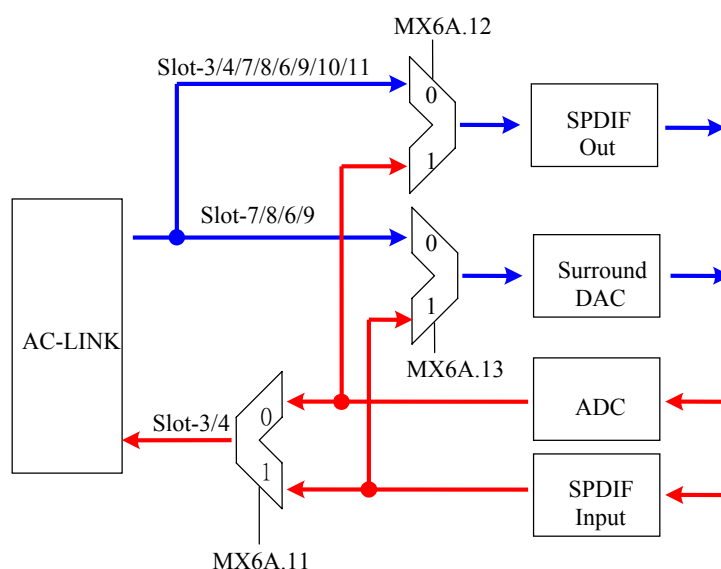 MX6A.12
Slot-3/4/7/8/6/9/10/11
0
SPDIF
Out
1
Slot-7/8/6/9
0
Surround
DAC
1
AC-LINK
MX6A.13
0
ADC
Slot-3/4
1
SPDIF
Input
MX6A.11